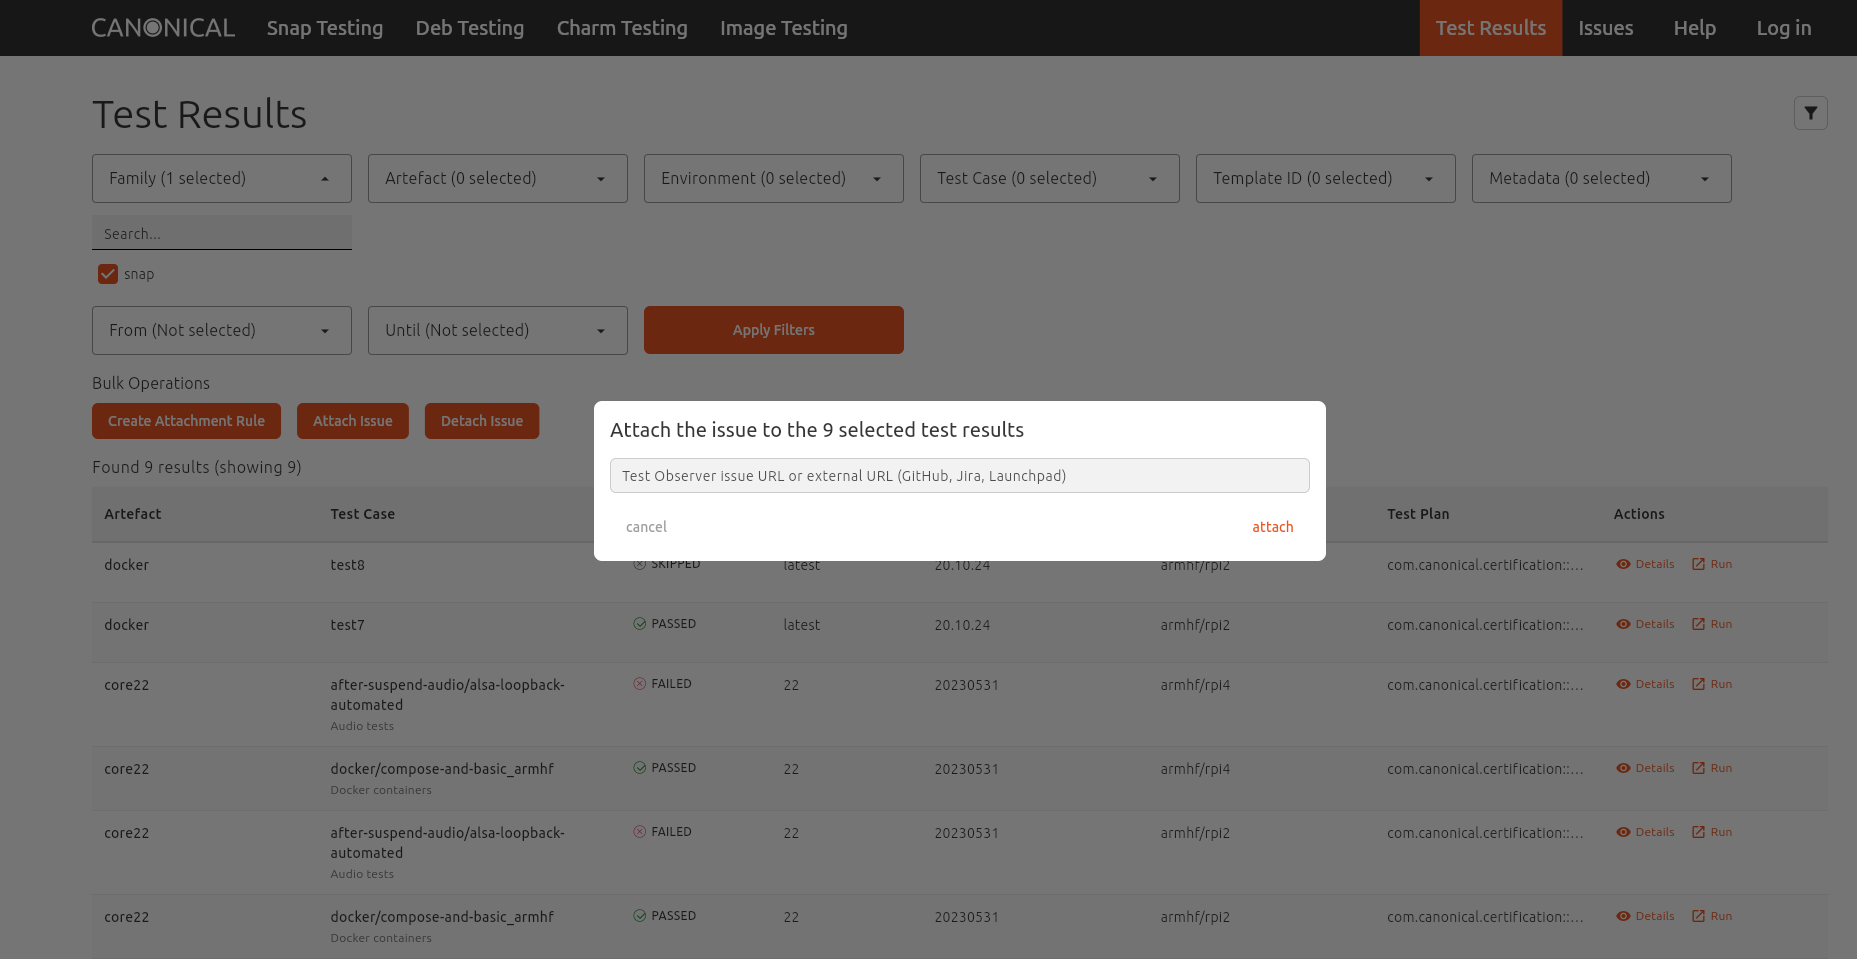 CANONICAL Snap Testing Deb Testing Charm Testing Image Testing Test Results Issues Help Log in
Test Results
Family (1 selected) Artefact (0 selected) Environment (0 selected) Test Case (0 selected) Template ID (0 selected) Metadata (0 selected)
Search...
snap
From (Not selected) Until (Not selected) Apply Filters
Bulk Operations
Create Attachment Rule Attach Issue Detach Issue
Found 9 results (showing 9)
Attach the issue to the 9 selected test results
Test Observer issue URL or external URL (GitHub, Jira, Launchpad)
cancel attach
Artefact Test Case Test Plan Actions
docker test8 SKIPPED latest 20.10.24 armhf/rpi2 com.canonical.certification::... Details Run
docker test7 PASSED latest 20.10.24 armhf/rpi2 com.canonical.certification::... Details Run
core22 after-suspend-audio/alsa-loopback- FAILED 22 20230531 armhf/rpi4 com.canonical.certification::... Details Run
automated
Audio tests
core22 docker/compose-and-basic_armhf PASSED 22 20230531 armhf/rpi4 com.canonical.certification::... Details Run
Docker containers
core22 after-suspend-audio/alsa-loopback- FAILED 22 20230531 armhf/rpi2 com.canonical.certification::... Details Run
automated
Audio tests
core22 docker/compose-and-basic_armhf PASSED 22 20230531 armhf/rpi2 com.canonical.certification::... Details Run
Docker containers